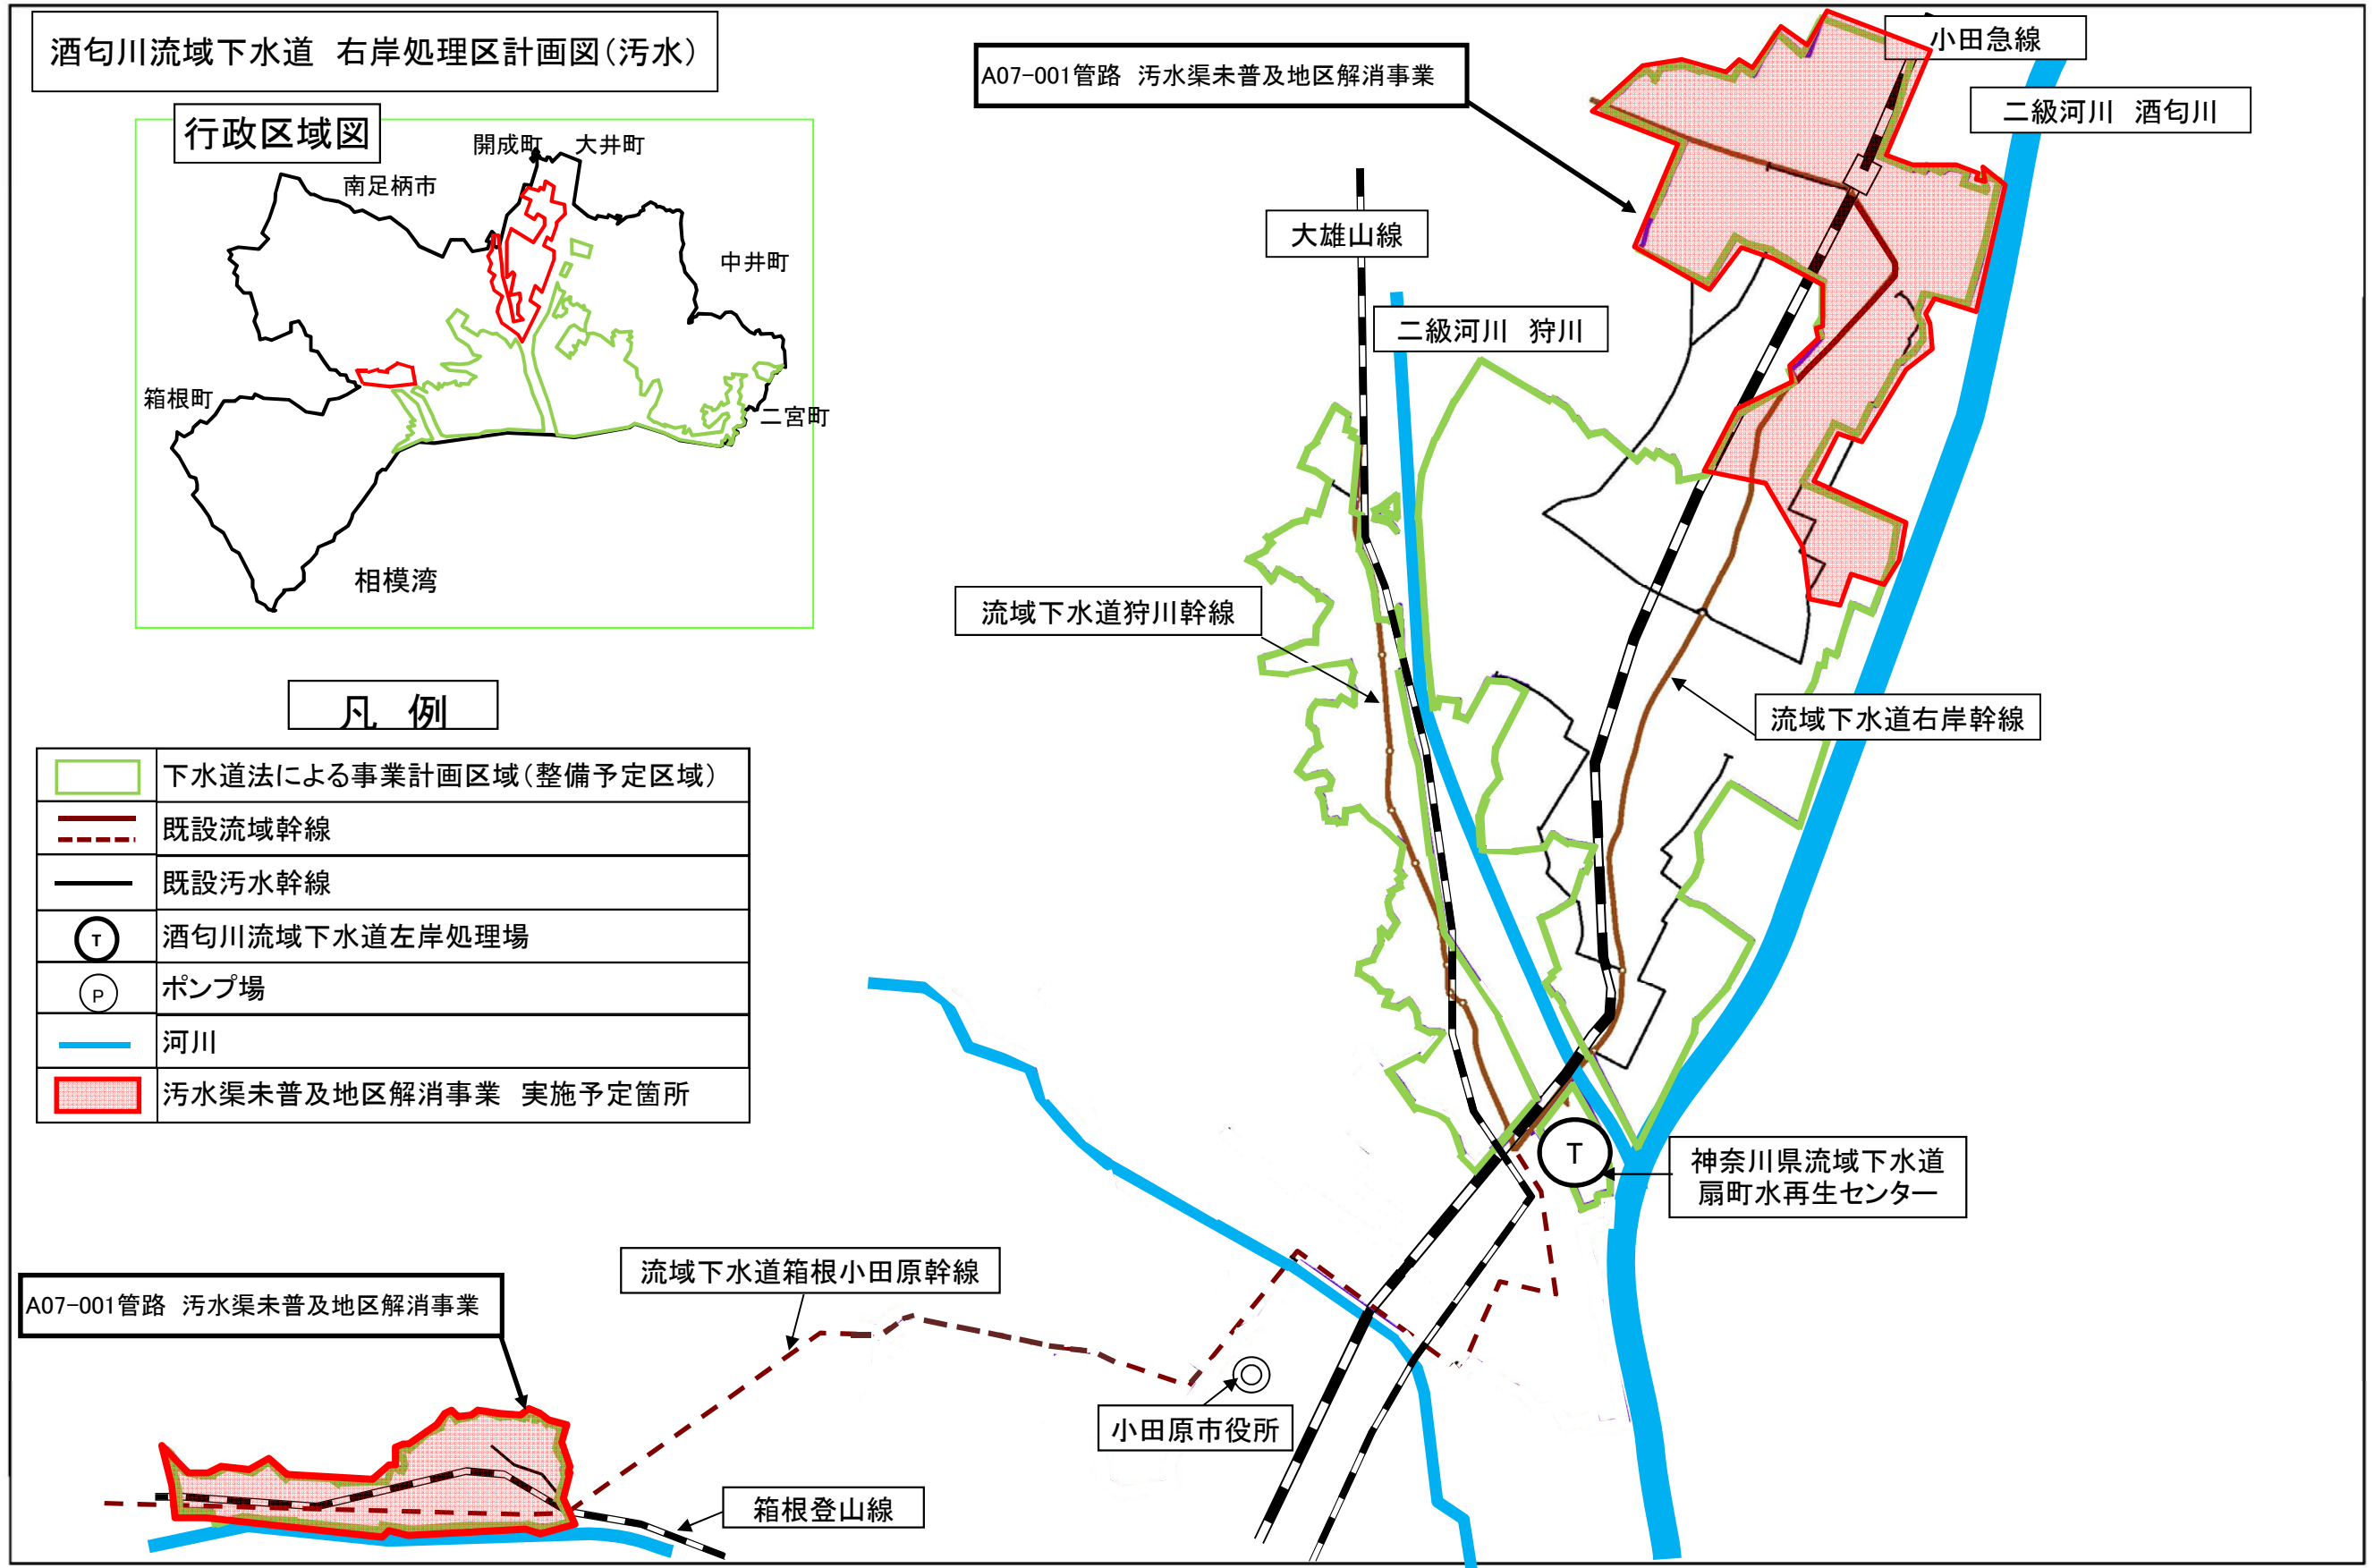 酒匂川流域下水道　右岸処理区計画図（汚水）
行政区域図
開成町
大井町
南足柄市
中井町
箱根町
二宮町
相模湾
凡　例
下水道法による事業計画区域（整備予定区域）
既設流域幹線
既設汚水幹線
T
酒匂川流域下水道左岸処理場
P
ポンプ場
河川
汚水渠未普及地区解消事業　実施予定箇所
A07-001管路　汚水渠未普及地区解消事業
小田急線
二級河川　酒匂川
大雄山線
二級河川　狩川
流域下水道狩川幹線
流域下水道右岸幹線
T
神奈川県流域下水道
扇町水再生センター
流域下水道箱根小田原幹線
A07-001管路　汚水渠未普及地区解消事業
小田原市役所
箱根登山線